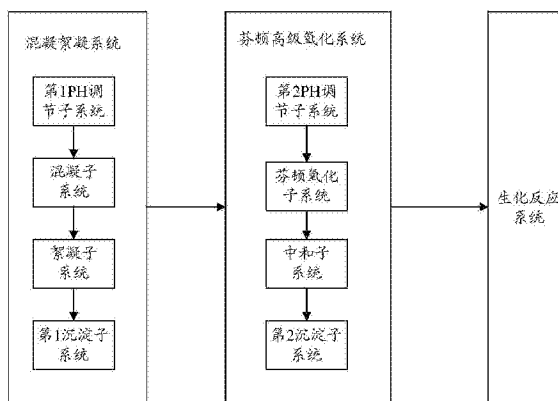 混凝絮凝系统
第1PH调
节子系统
混凝子
系统
絮凝子
系统
第1沉淀子
系统
芬顿高级氧化系统
第2PH调
节子系统
芬顿氧化
子系统
中和子
系统
第2沉淀子
系统
生化反应
系统